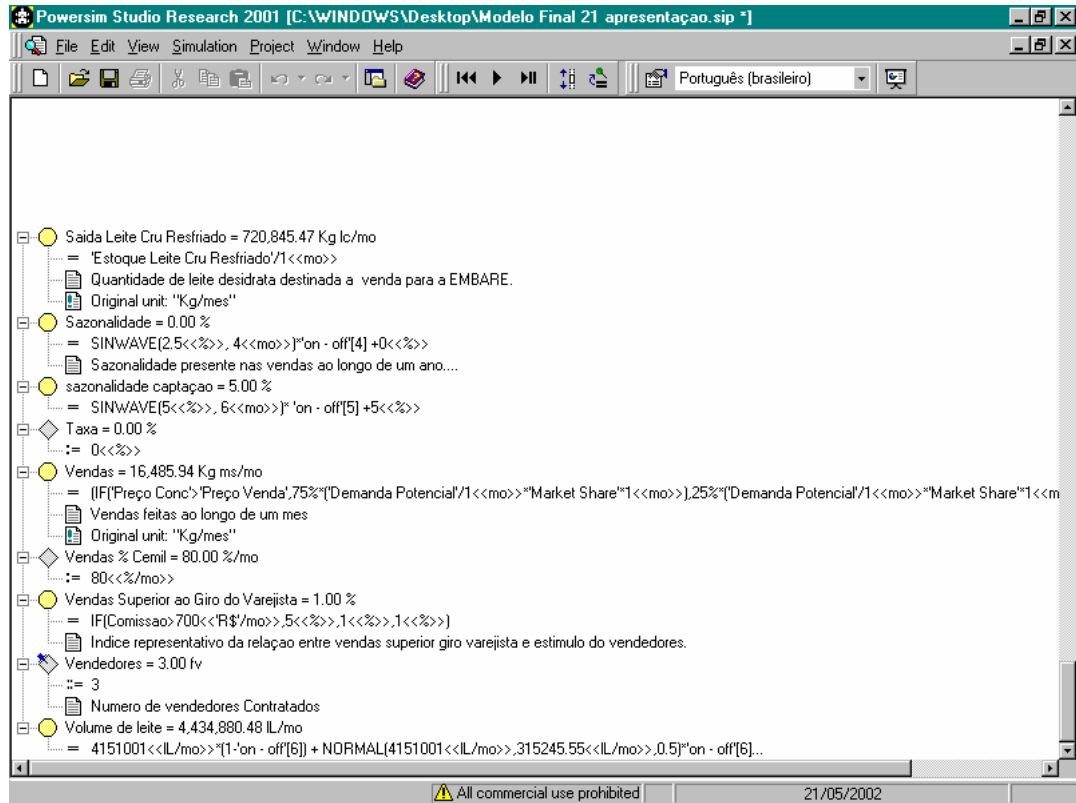 Powersim Studio Research 2001 [C:\WINDOWS\Desktop\Modelo Final 21 apresentaçao.sip *]
File Edit View Simulation Project Window Help
Português (brasileiro)
Saida Leite Cru Resfriado = 720,845.47 Kg lc/mo
= 'Estoque Leite Cru Resfriado'/1<<mo>>
Quantidade de leite desidrata destinada a venda para a EMBARE.
Original unit: "Kg/mes"
Sazonalidade = 0.00 %
= SINWAVE(2.5<<%>>, 4<<mo>>)*'on - off'[4] +0<<%>>
Sazonalidade presente nas vendas ao longo de um ano....
sazonalidade captaçao = 5.00 %
= SINWAVE(5<<%>>, 6<<mo>>)* 'on - off'[5] +5<<%>>
Taxa = 0.00 %
:= 0<<%>>
Vendas = 16,485.94 Kg ms/mo
= (IF('Preço Conc'>'Preço Venda',75%*('Demanda Potencial'/1<<mo>>*'Market Share'*1<<mo>>),25%*('Demanda Potencial'/1<<mo>>*'Market Share'*1<<m
Vendas feitas ao longo de um mes
Original unit: "Kg/mes"
Vendas % Cemil = 80.00 %/mo
:= 80<<%/mo>>
Vendas Superior ao Giro do Varejista = 1.00 %
= IF(Comissao>700<<'R$'/mo>>,5<<%>>,1<<%>>,1<<%>>)
Indice representativo da relaçao entre vendas superior giro varejista e estimulo do vendedores.
Vendedores = 3.00 fv
::= 3
Numero de vendedores Contratados
Volume de leite = 4,434,880.48 lL/mo
= 4151001<<lL/mo>>*(1-'on - off'[6]) + NORMAL(4151001<<lL/mo>>,315245.55<<lL/mo>>,0.5)*'on - off'[6]...
All commercial use prohibited
21/05/2002